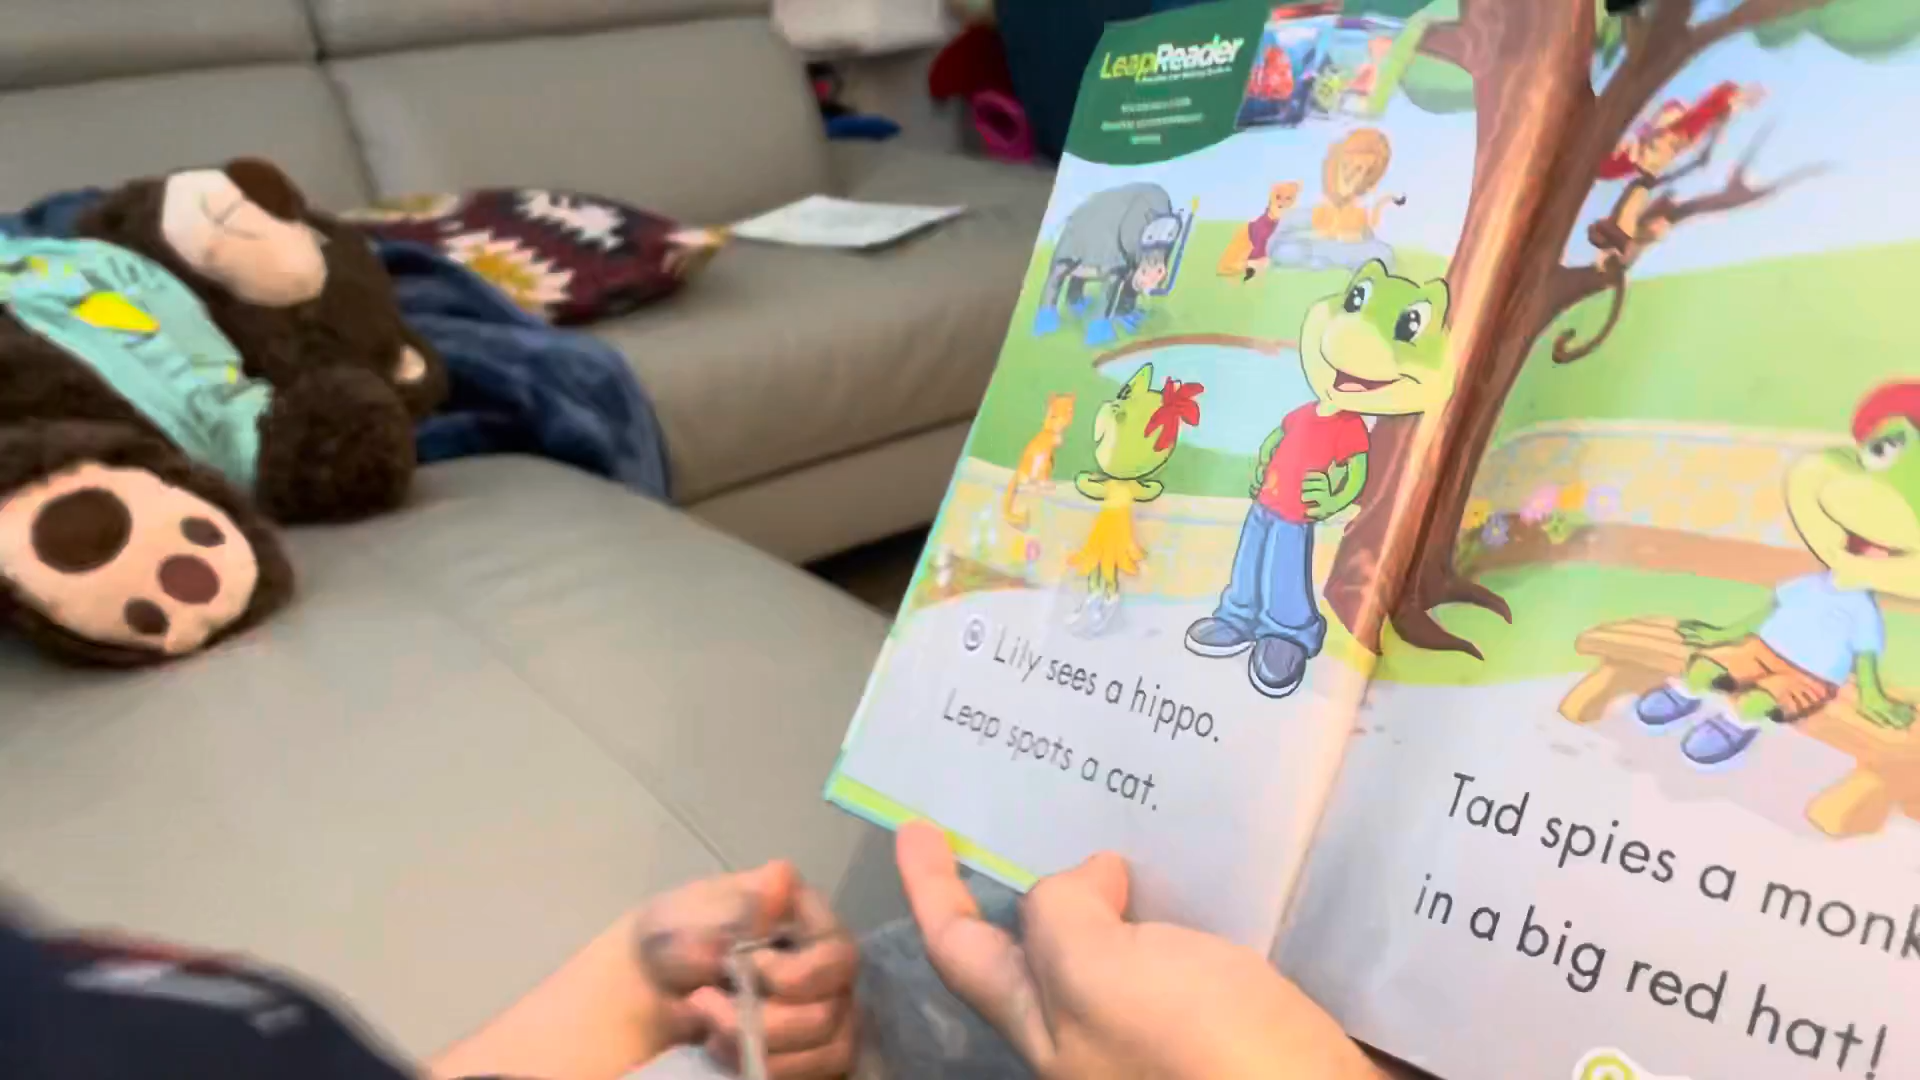 LeapReader
Lily sees a hippo.
Leap spots a cat.
Tad spies a monk
in a big red hat!